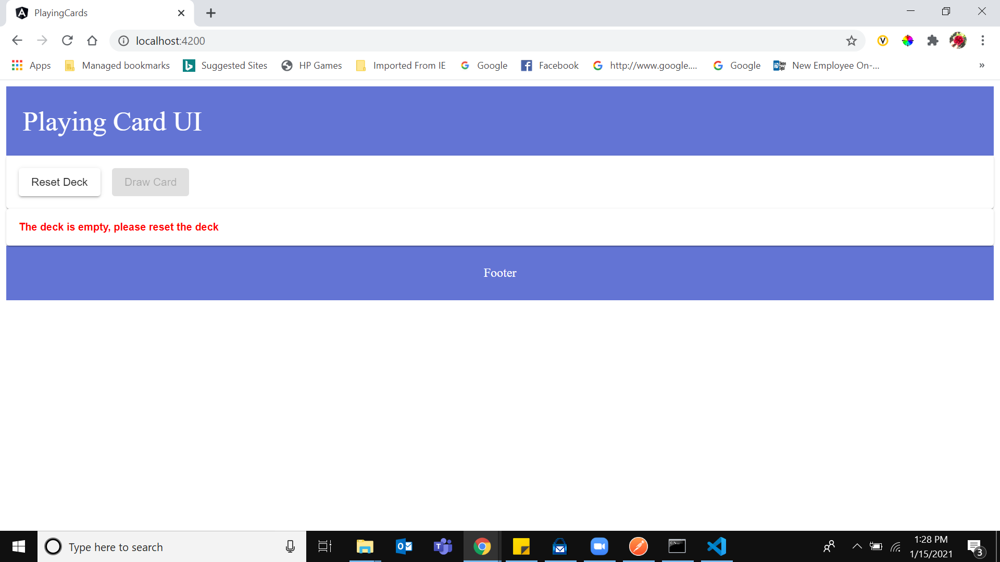 PlayingCards
localhost:4200
Apps Managed bookmarks Suggested Sites HP Games Imported From IE Google Facebook http://www.google.... Google New Employee On-... »
Playing Card UI
Reset Deck Draw Card
The deck is empty, please reset the deck
Footer
Type here to search
1:28 PM
1/15/2021
3